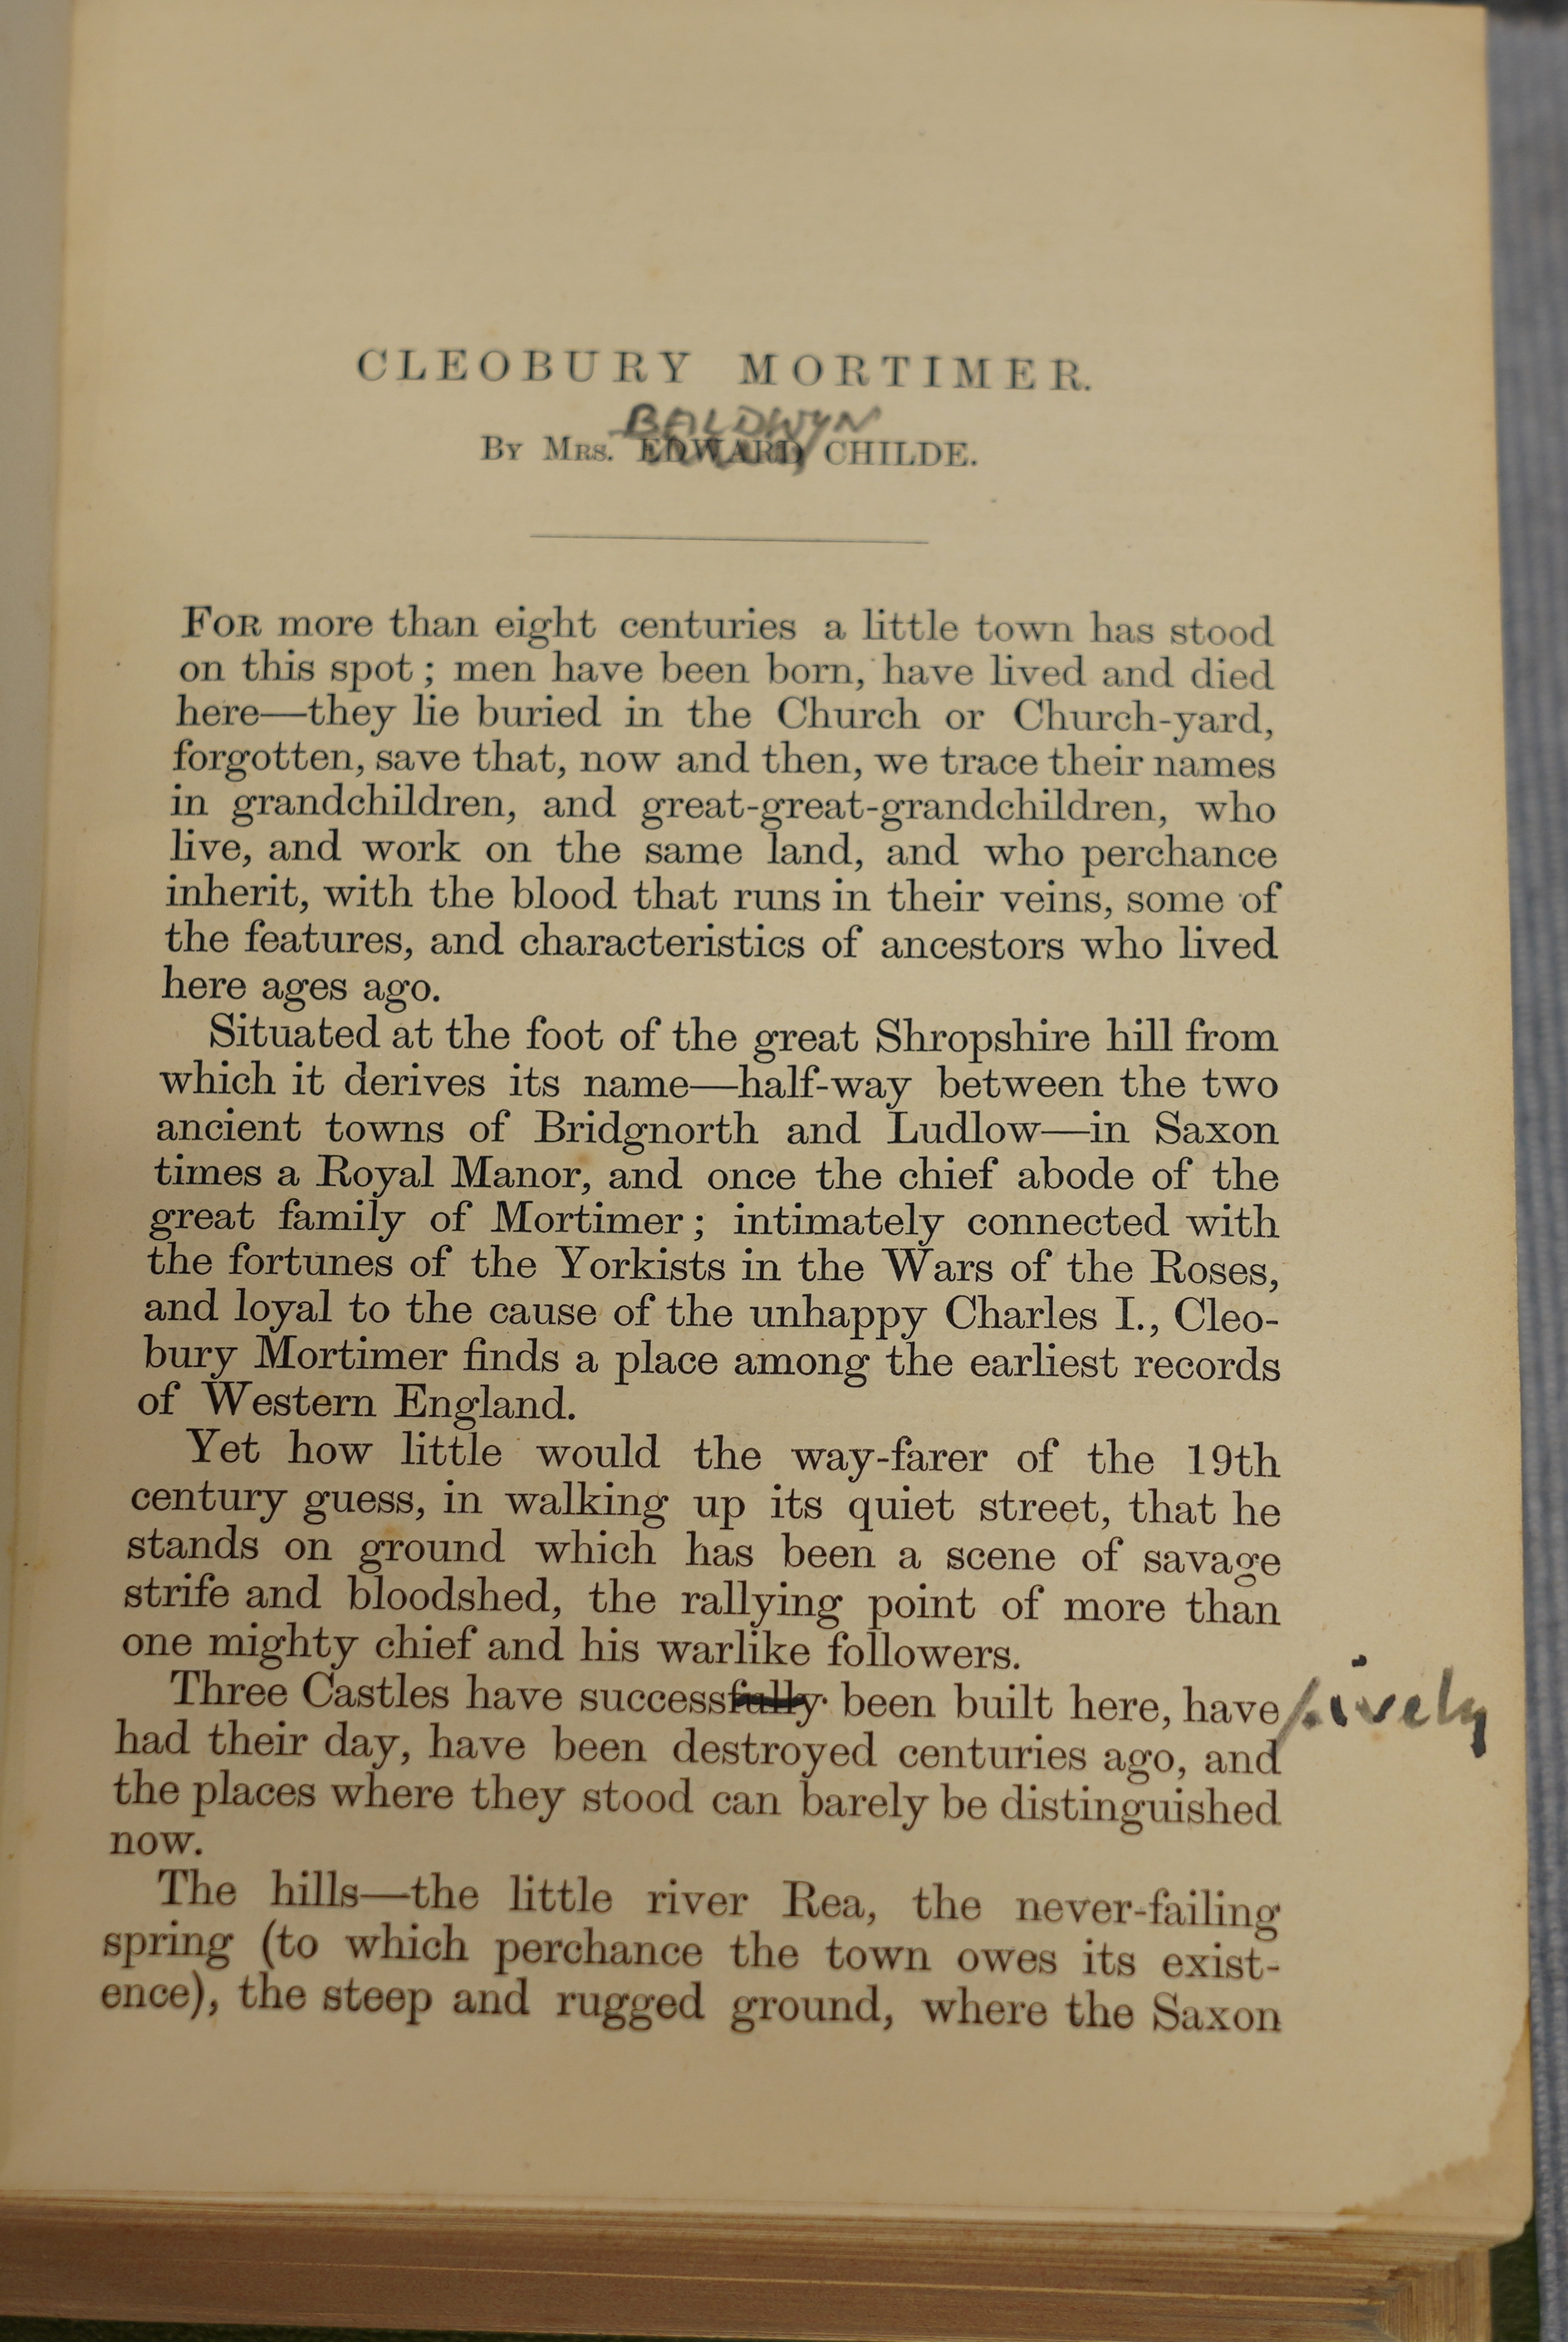 CLEOBURY MORTIMER.
BALDWYN
By Mrs. EDWARD CHILDE.
For more than eight centuries a little town has stood
on this spot; men have been born, have lived and died
here—they lie buried in the Church or Church-yard,
forgotten, save that, now and then, we trace their names
in grandchildren, and great-great-grandchildren, who
live, and work on the same land, and who perchance
inherit, with the blood that runs in their veins, some of
the features, and characteristics of ancestors who lived
here ages ago.
Situated at the foot of the great Shropshire hill from
which it derives its name—half-way between the two
ancient towns of Bridgnorth and Ludlow—in Saxon
times a Royal Manor, and once the chief abode of the
great family of Mortimer; intimately connected with
the fortunes of the Yorkists in the Wars of the Roses,
and loyal to the cause of the unhappy Charles I., Cleo-
bury Mortimer finds a place among the earliest records
of Western England.
Yet how little would the way-farer of the 19th
century guess, in walking up its quiet street, that he
stands on ground which has been a scene of savage
strife and bloodshed, the rallying point of more than
one mighty chief and his warlike followers.
Three Castles have successfully been built here, have /ively
had their day, have been destroyed centuries ago, and
the places where they stood can barely be distinguished
now.
The hills—the little river Rea, the never-failing
spring (to which perchance the town owes its exist-
ence), the steep and rugged ground, where the Saxon